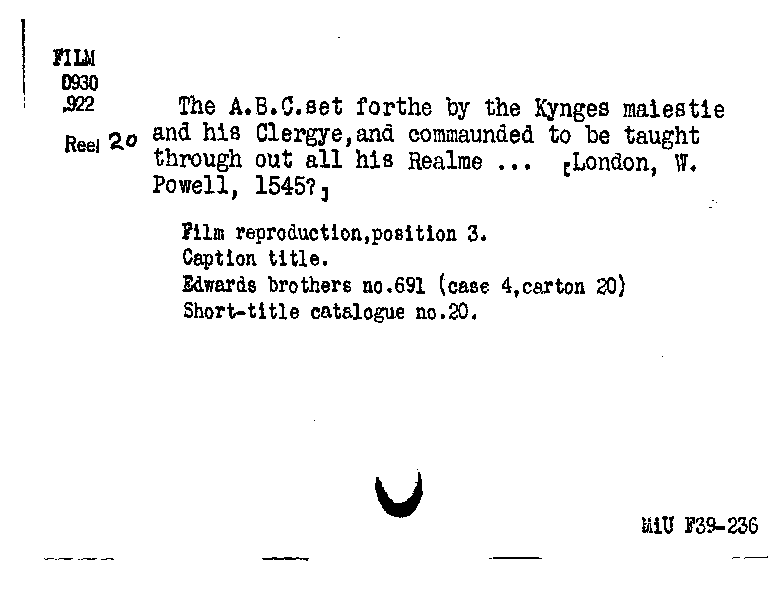 FILM
0930
.922
Reel 20
The A.B.C.set forthe by the Kynges maiestie
and his Clergye,and commaunded to be taught
through out all his Realme ... [London, W.
Powell, 1545?]
Film reproduction,position 3.
Caption title.
Edwards brothers no.691 (case 4,carton 20)
Short-title catalogue no.20.
MiU F39-236